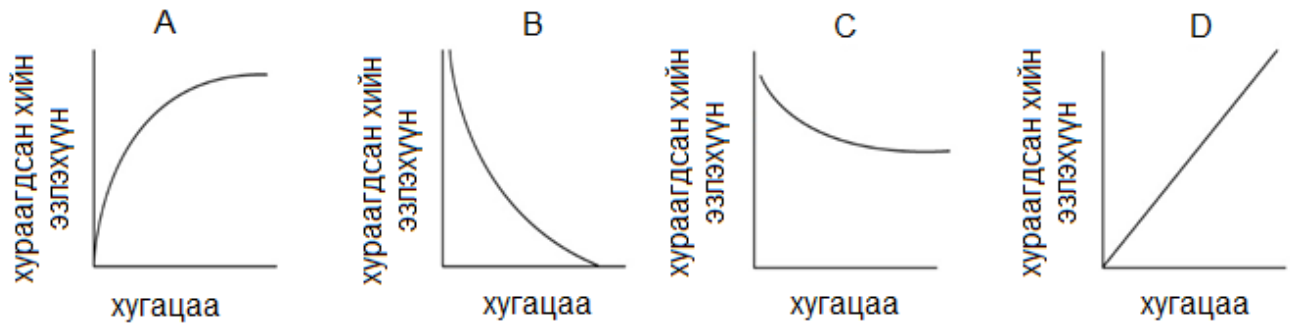 A
хураагдсан хийн
эзлэхүүн
хугацаа
B
хураагдсан хийн
эзлэхүүн
хугацаа
C
хураагдсан хийн
эзлэхүүн
хугацаа
D
хураагдсан хийн
эзлэхүүн
хугацаа